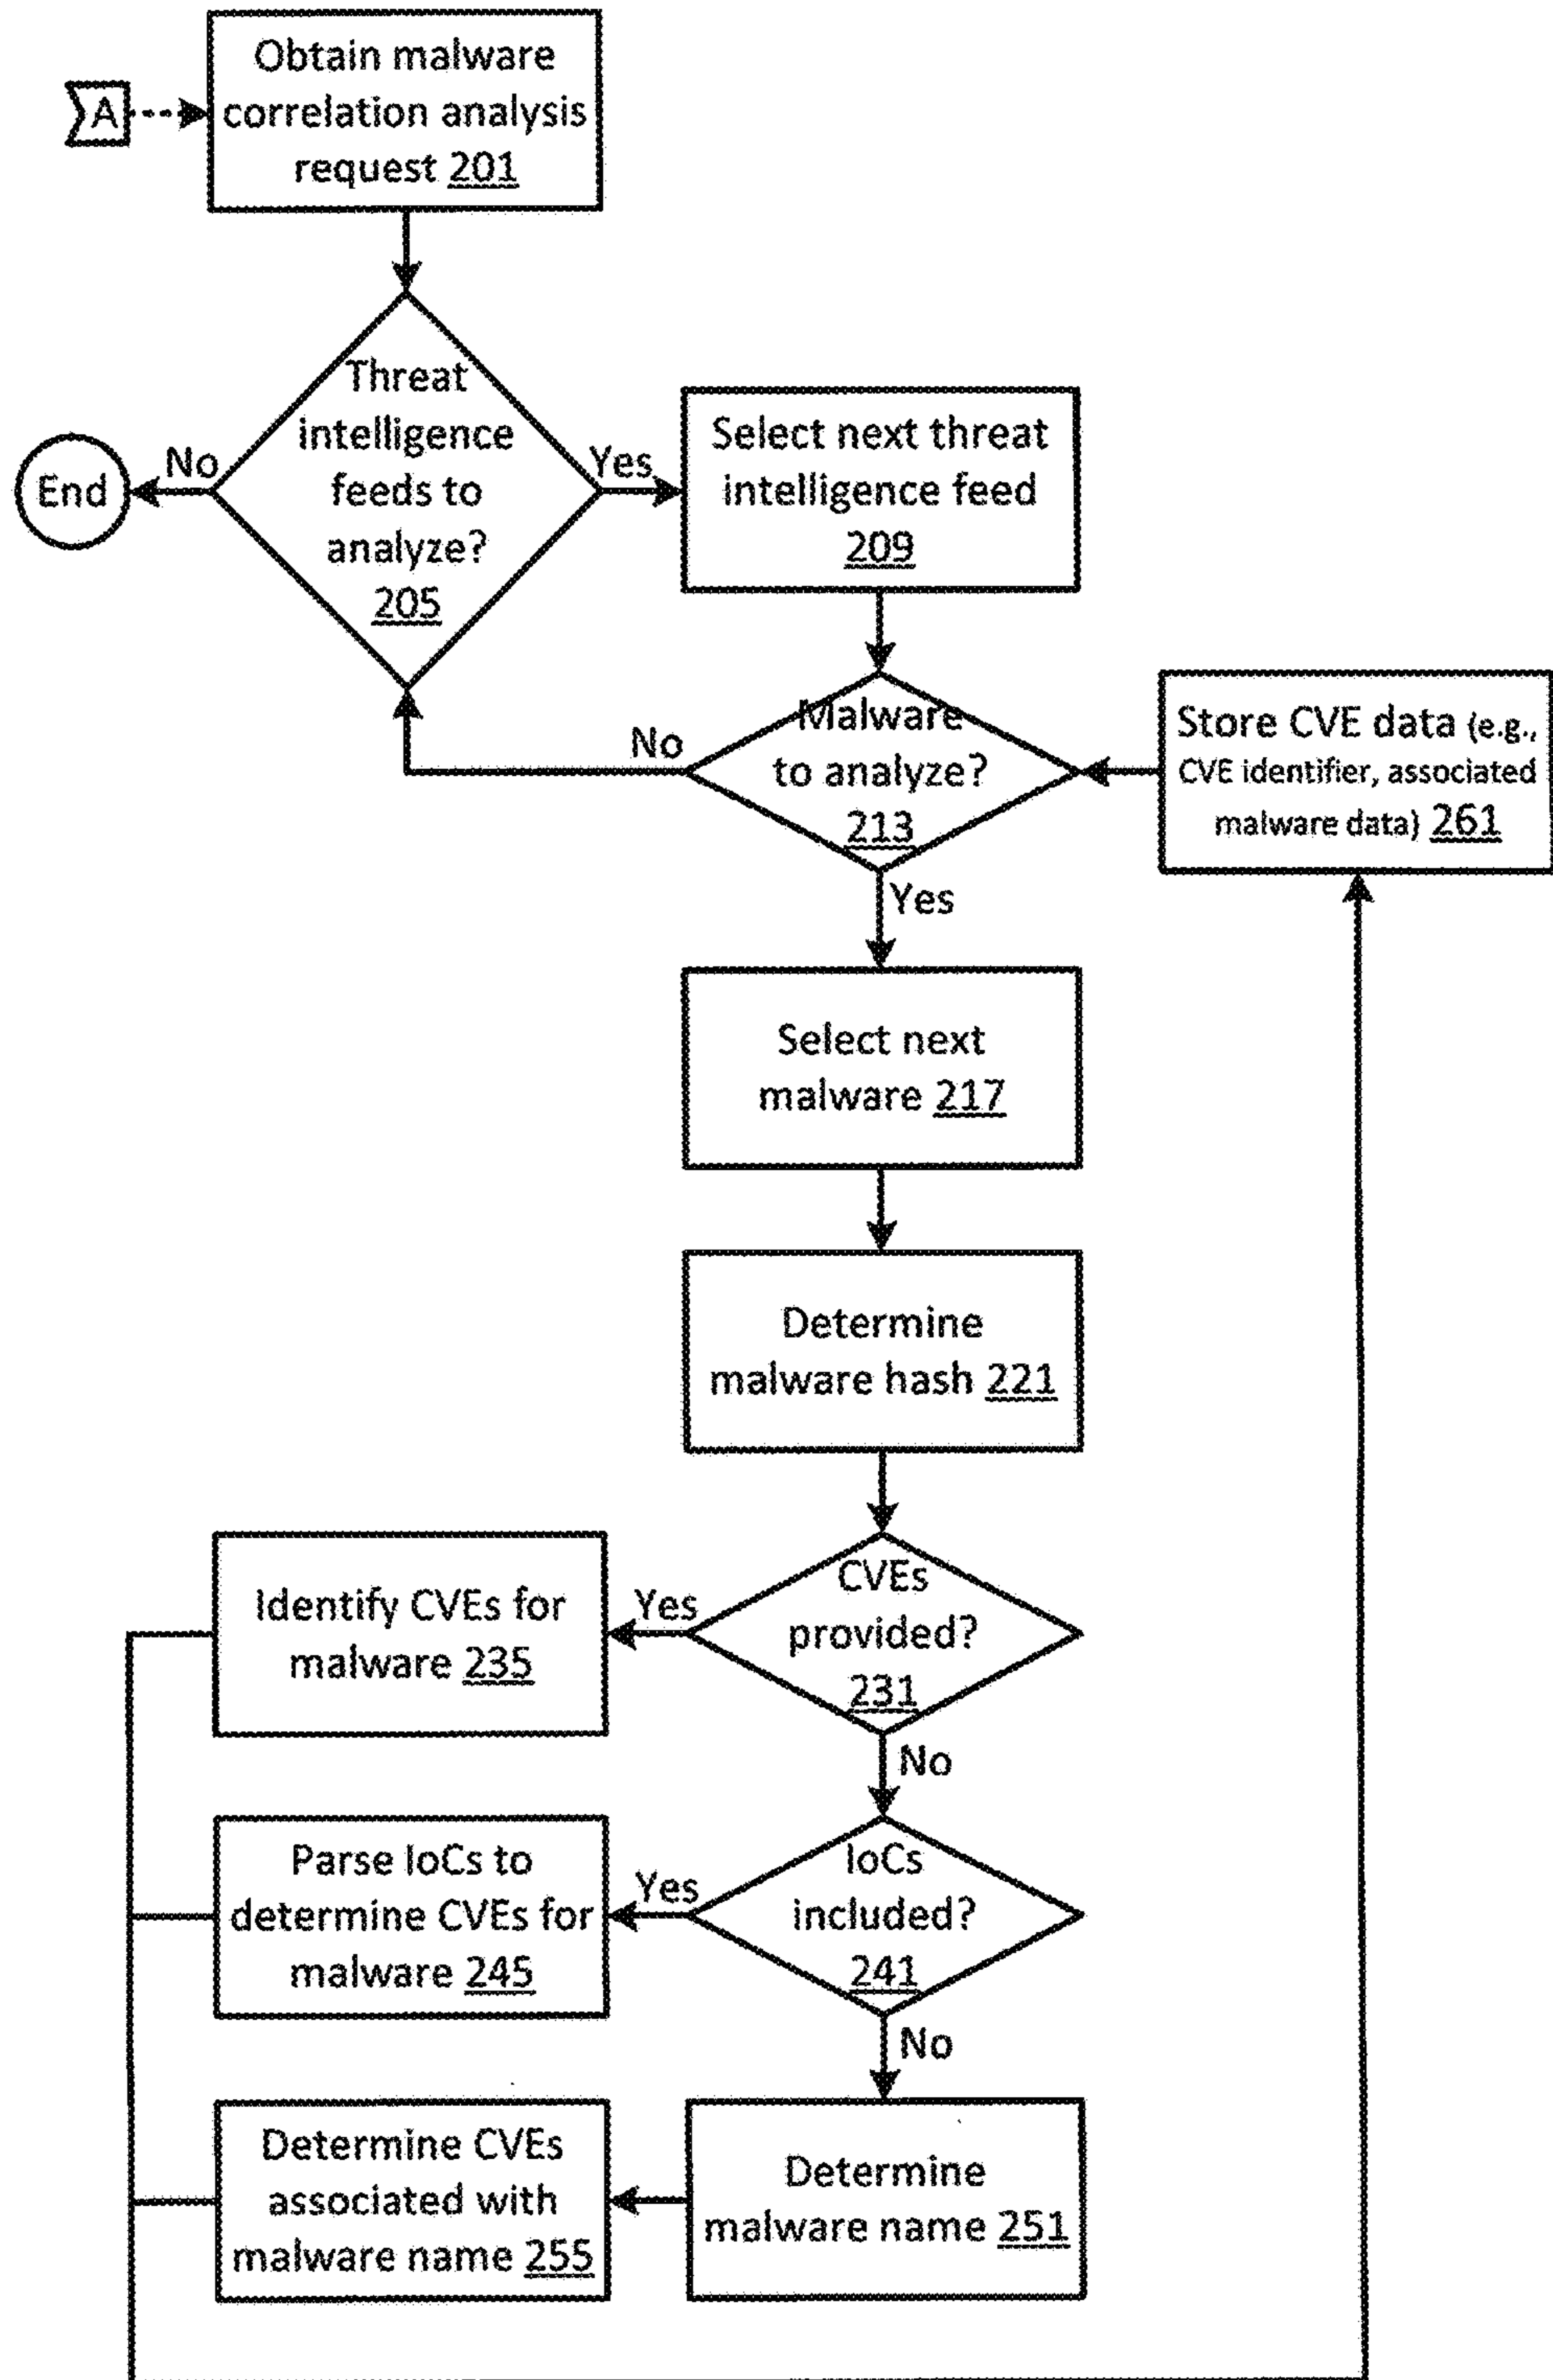 Obtain malware
correlation analysis
request 201
A
Threat
intelligence
feeds to
analyze?
205
No
End
Yes
Select next threat
intelligence feed
209
Malware
to analyze?
213
No
Store CVE data (e.g.,
CVE identifier, associated
malware data) 261
Yes
Select next
malware 217
Determine
malware hash 221
CVEs
provided?
231
Yes
Identify CVEs for
malware 235
No
IoCs
included?
241
Yes
Parse IoCs to
determine CVEs for
malware 245
No
Determine
malware name 251
Determine CVEs
associated with
malware name 255